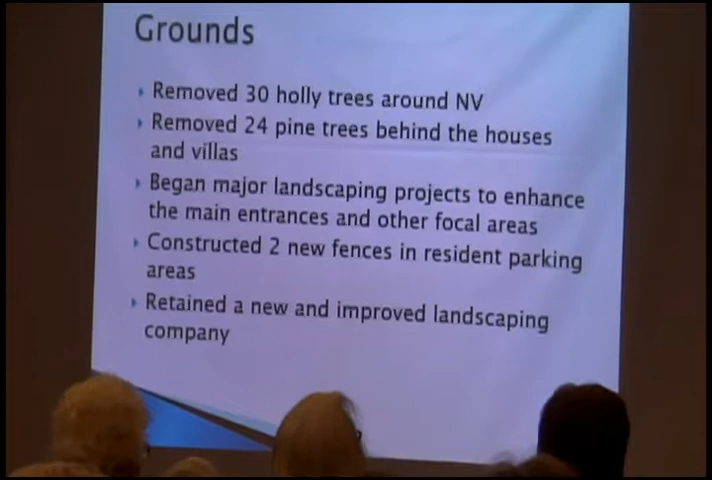 Grounds
Removed 30 holly trees around NV
Removed 24 pine trees behind the houses
and villas
Began major landscaping projects to enhance
the main entrances and other focal areas
Constructed 2 new fences in resident parking
areas
Retained a new and improved landscaping
company